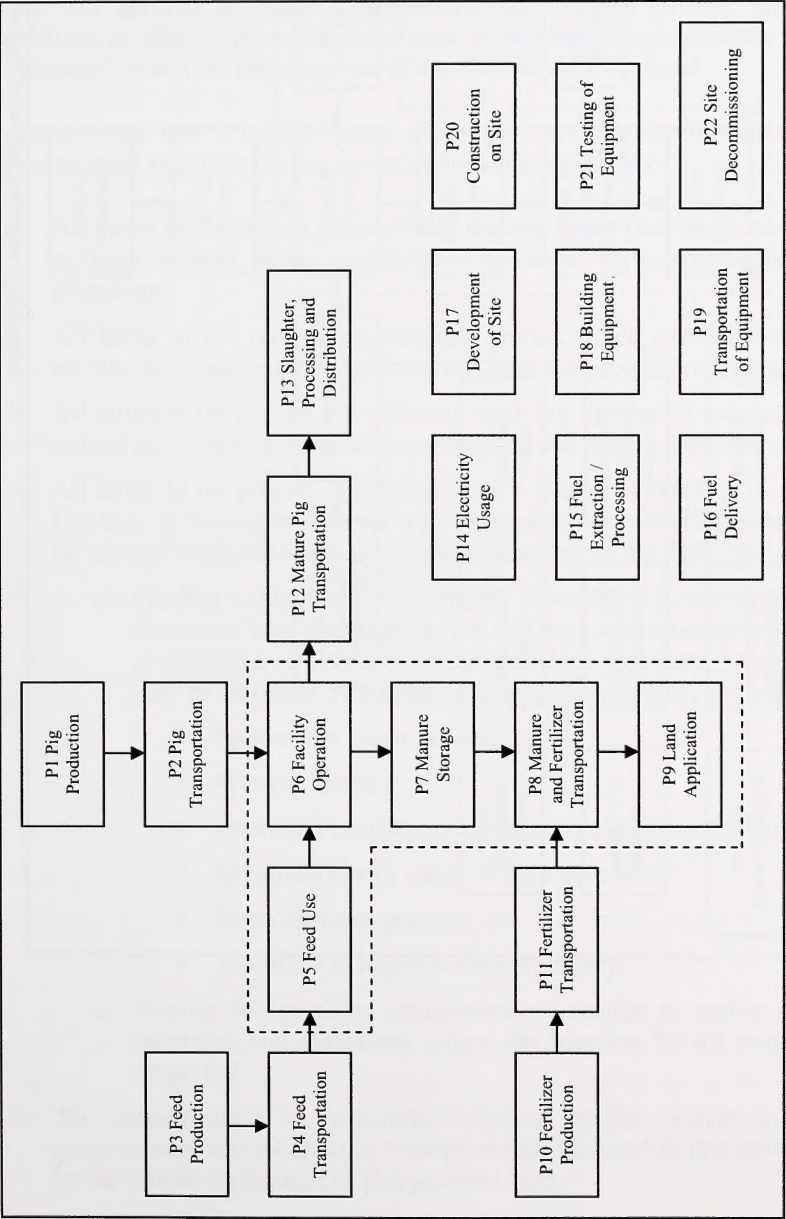 P1 Pig
Production
P2 Pig
Transportation
P3 Feed
Production
P4 Feed
Transportation
P5 Feed Use
P6 Facility
Operation
P7 Manure
Storage
P8 Manure
and Fertilizer
Transportation
P9 Land
Application
P10 Fertilizer
Production
P11 Fertilizer
Transportation
P12 Mature Pig
Transportation
P13 Slaughter,
Processing and
Distribution
P14 Electricity
Usage
P15 Fuel
Extraction /
Processing
P16 Fuel
Delivery
P17
Development
of Site
P18 Building
Equipment
P19
Transportation
of Equipment
P20
Construction
on Site
P21 Testing of
Equipment
P22 Site
Decommissioning